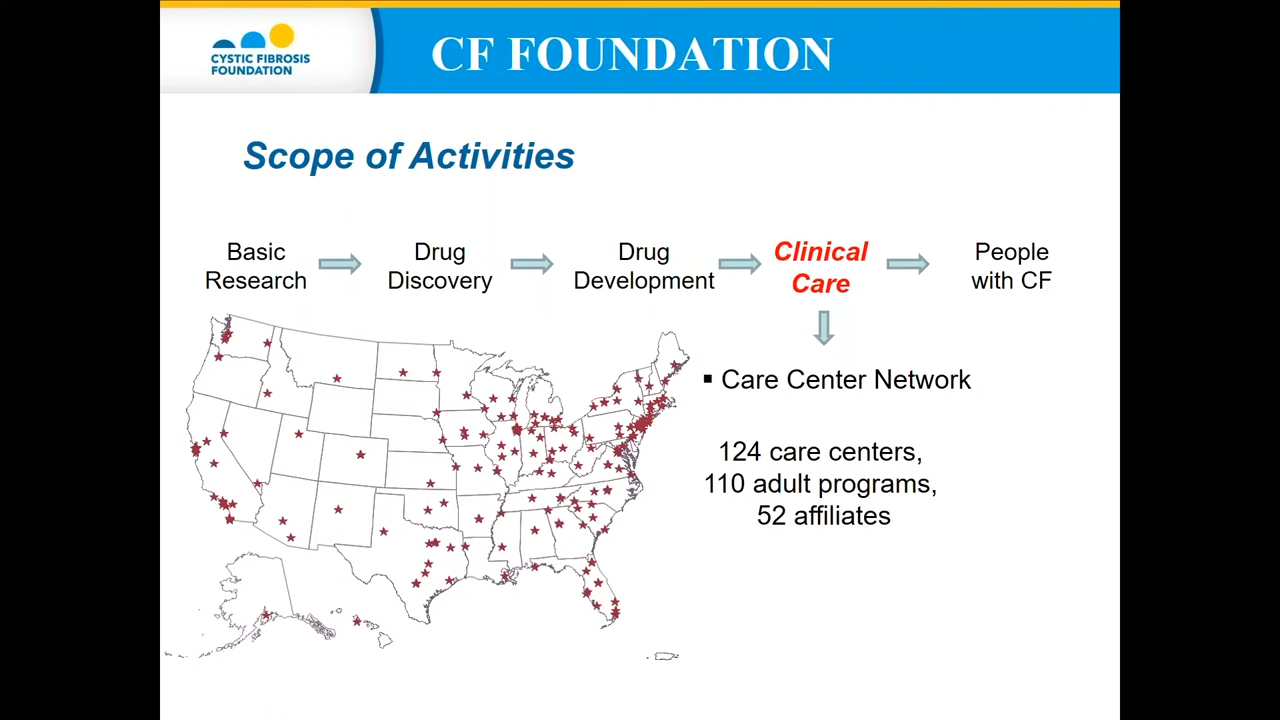 CYSTIC FIBROSIS
FOUNDATION
CF FOUNDATION
Scope of Activities
Basic
Research
Drug
Discovery
Drug
Development
Clinical
Care
People
with CF
▪ Care Center Network
124 care centers,
110 adult programs,
52 affiliates